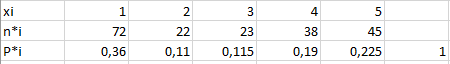 xi 1 2 3 4 5
n*i 72 22 23 38 45
P*i 0,36 0,11 0,115 0,19 0,225 1